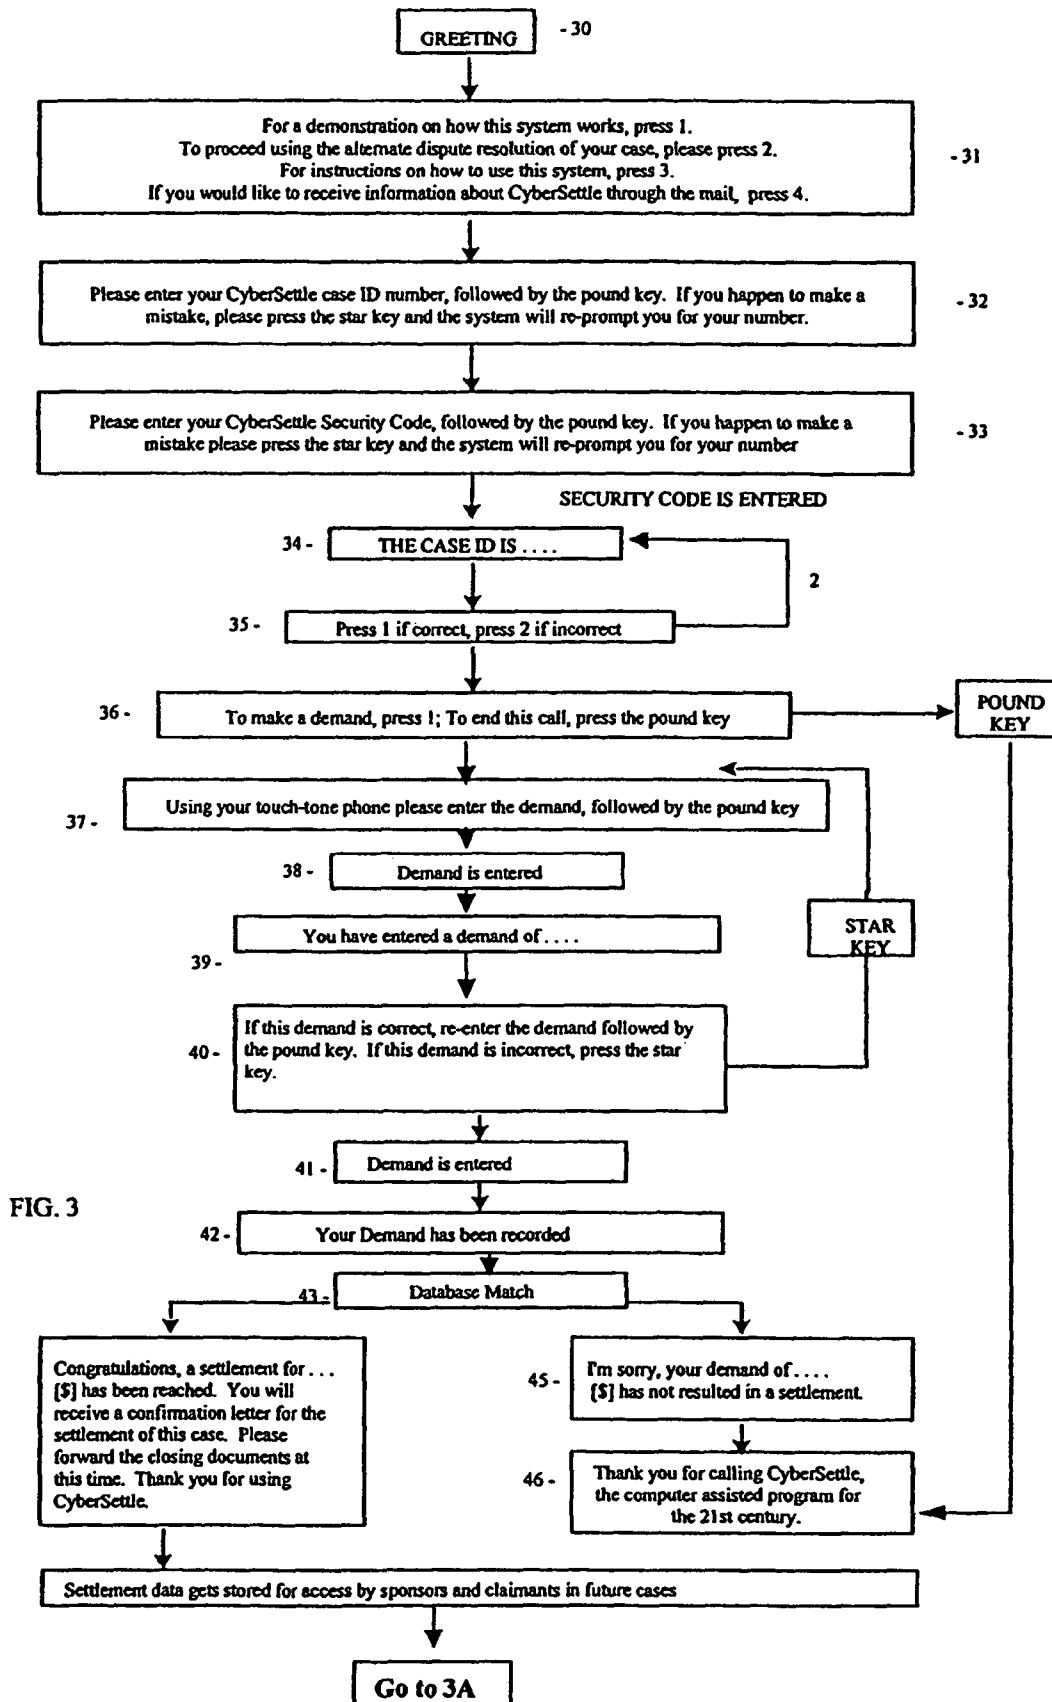 GREETING
- 30
For a demonstration on how this system works, press 1.
To proceed using the alternate dispute resolution of your case, please press 2.
For instructions on how to use this system, press 3.
If you would like to receive information about CyberSettle through the mail, press 4.
- 31
Please enter your CyberSettle case ID number, followed by the pound key. If you happen to make a
mistake, please press the star key and the system will re-prompt you for your number.
- 32
Please enter your CyberSettle Security Code, followed by the pound key. If you happen to make a
mistake please press the star key and the system will re-prompt you for your number
- 33
SECURITY CODE IS ENTERED
34 -
THE CASE ID IS . . . .
2
35 -
Press 1 if correct, press 2 if incorrect
36 -
To make a demand, press 1; To end this call, press the pound key
POUND
KEY
Using your touch-tone phone please enter the demand, followed by the pound key
37 -
38 -
Demand is entered
You have entered a demand of . . . .
39 -
STAR
KEY
If this demand is correct, re-enter the demand followed by
the pound key. If this demand is incorrect, press the star
key.
40 -
41 -
Demand is entered
FIG. 3
42 -
Your Demand has been recorded
43 -
Database Match
Congratulations, a settlement for . . .
[$] has been reached. You will
receive a confirmation letter for the
settlement of this case. Please
forward the closing documents at
this time. Thank you for using
CyberSettle.
45 -
I'm sorry, your demand of . . . .
[$] has not resulted in a settlement.
46 -
Thank you for calling CyberSettle,
the computer assisted program for
the 21st century.
Settlement data gets stored for access by sponsors and claimants in future cases
Go to 3A